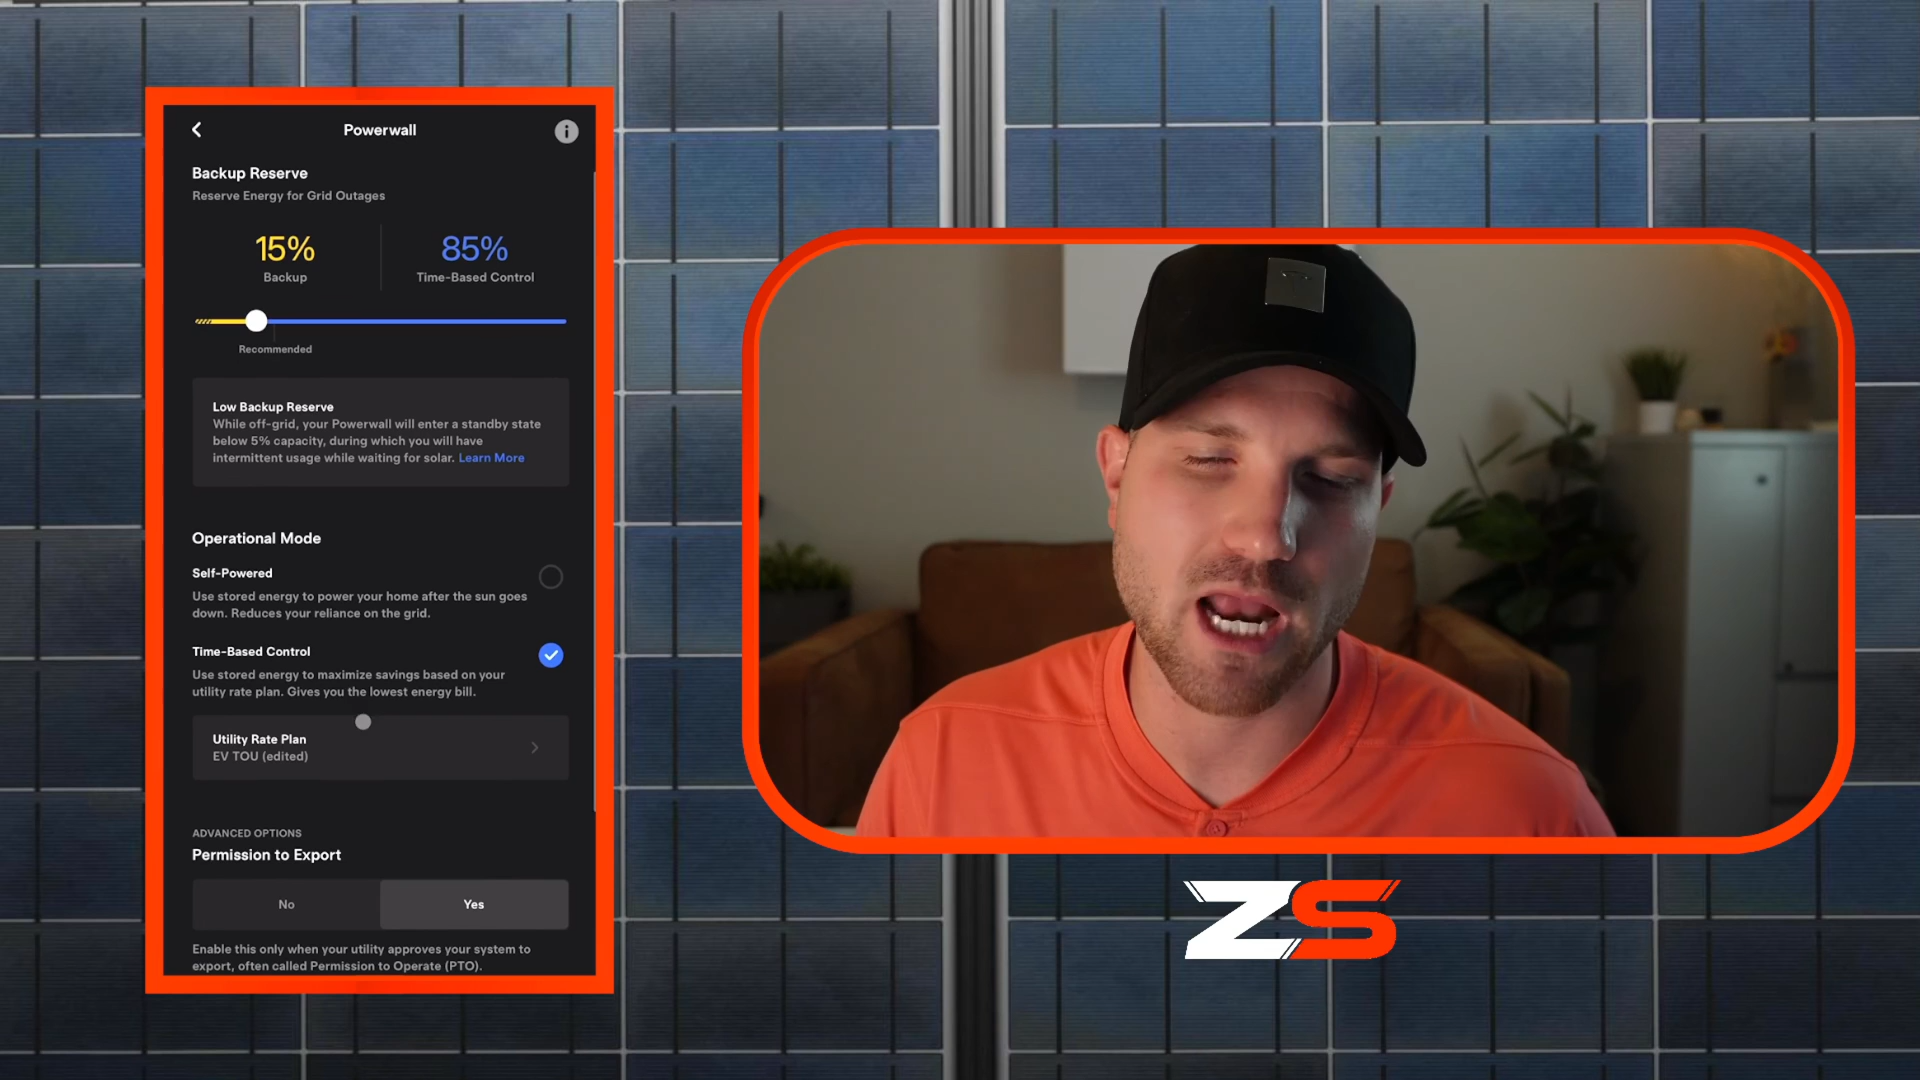 Powerwall
Backup Reserve
Reserve Energy for Grid Outages
15%
Backup
85%
Time-Based Control
Recommended
Low Backup Reserve
While off-grid, your Powerwall will enter a standby state
below 5% capacity, during which you will have
intermittent usage while waiting for solar. Learn More
Operational Mode
Self-Powered
Use stored energy to power your home after the sun goes
down. Reduces your reliance on the grid.
Time-Based Control
Use stored energy to maximize savings based on your
utility rate plan. Gives you the lowest energy bill.
Utility Rate Plan
EV TOU (edited)
ADVANCED OPTIONS
Permission to Export
No
Yes
Enable this only when your utility approves your system to
export, often called Permission to Operate (PTO).
ZS